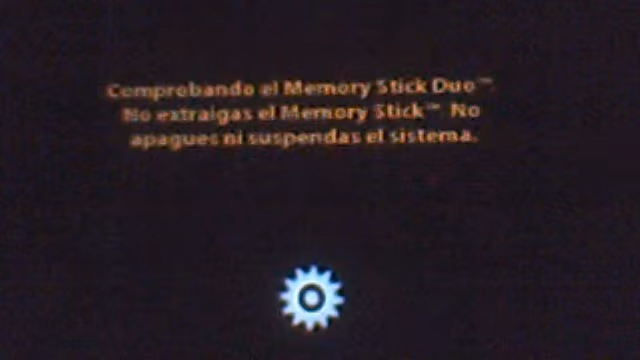 Comprobando el Memory Stick Duo™.
No extraigas el Memory Stick™. No
apagues ni suspendas el sistema.